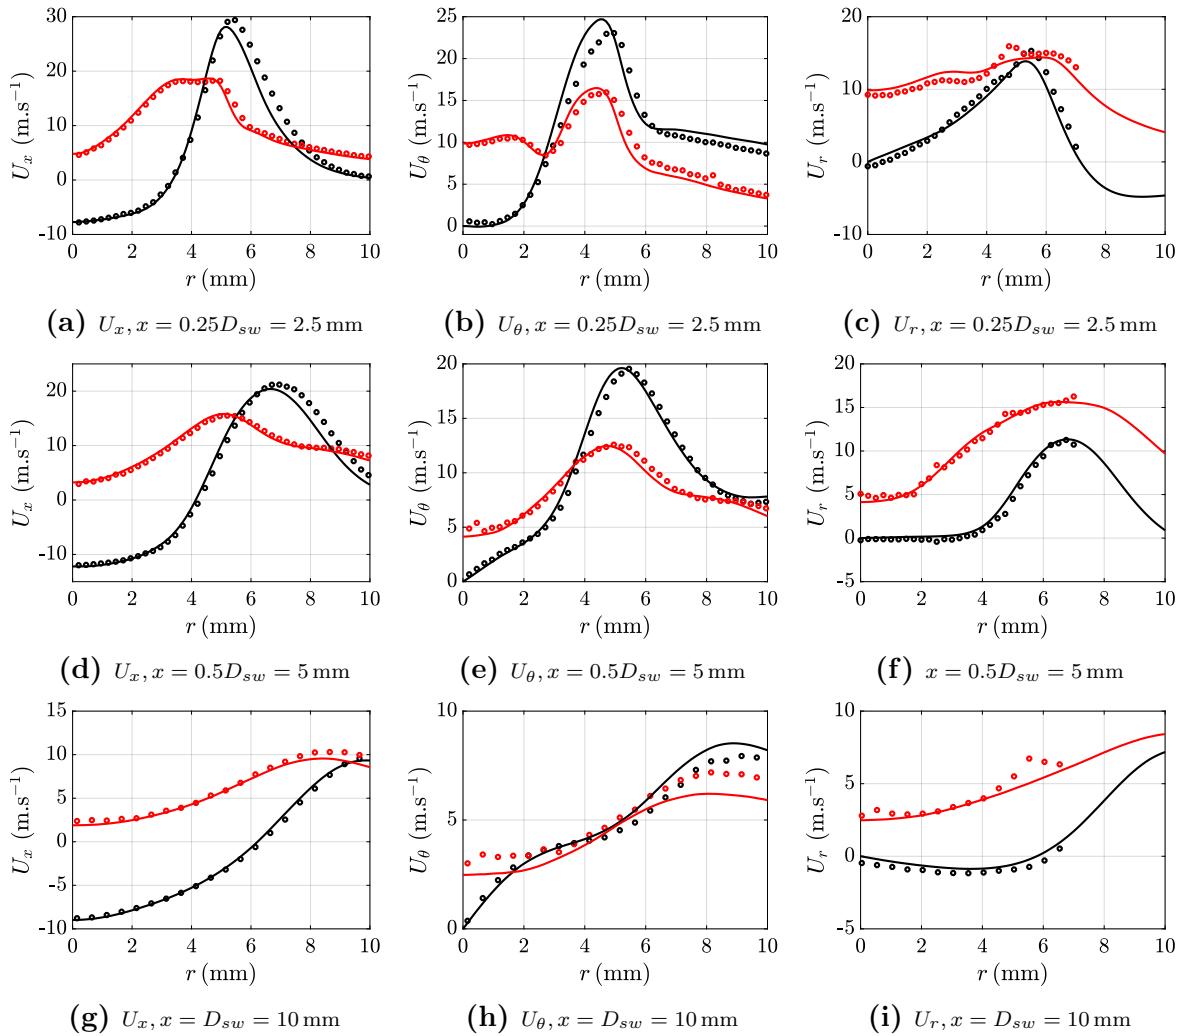 30
20
10
0
-10
U_x (m.s⁻¹)
0 2 4 6 8 10
r (mm)
(a) U_x, x = 0.25D_sw = 2.5 mm
25
20
15
10
5
0
U_θ (m.s⁻¹)
0 2 4 6 8 10
r (mm)
(b) U_θ, x = 0.25D_sw = 2.5 mm
20
10
0
-10
U_r (m.s⁻¹)
0 2 4 6 8 10
r (mm)
(c) U_r, x = 0.25D_sw = 2.5 mm
20
10
0
-10
U_x (m.s⁻¹)
0 2 4 6 8 10
r (mm)
(d) U_x, x = 0.5D_sw = 5 mm
20
15
10
5
0
U_θ (m.s⁻¹)
0 2 4 6 8 10
r (mm)
(e) U_θ, x = 0.5D_sw = 5 mm
20
15
10
5
0
-5
U_r (m.s⁻¹)
0 2 4 6 8 10
r (mm)
(f) x = 0.5D_sw = 5 mm
15
10
5
0
-5
-10
U_x (m.s⁻¹)
0 2 4 6 8 10
r (mm)
(g) U_x, x = D_sw = 10 mm
10
5
0
U_θ (m.s⁻¹)
0 2 4 6 8 10
r (mm)
(h) U_θ, x = D_sw = 10 mm
10
5
0
-5
U_r (m.s⁻¹)
0 2 4 6 8 10
r (mm)
(i) U_r, x = D_sw = 10 mm